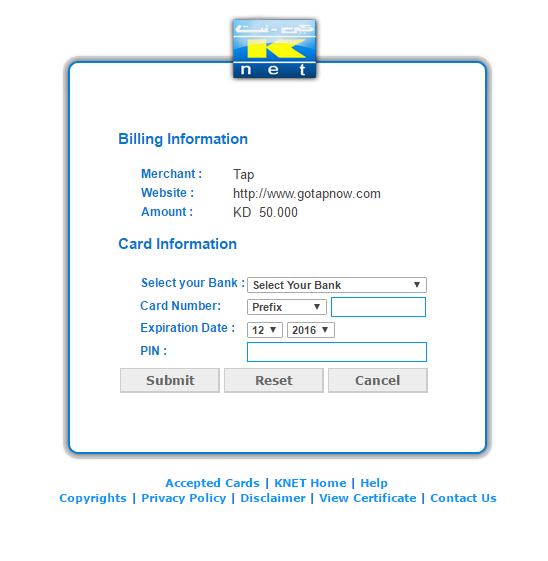 كي-نت
K
net
Billing Information
Merchant : Tap
Website : http://www.gotapnow.com
Amount : KD 50.000
Card Information
Select your Bank : Select Your Bank
Card Number: Prefix
Expiration Date : 12 2016
PIN :
Submit Reset Cancel
Accepted Cards | KNET Home | Help
Copyrights | Privacy Policy | Disclaimer | View Certificate | Contact Us